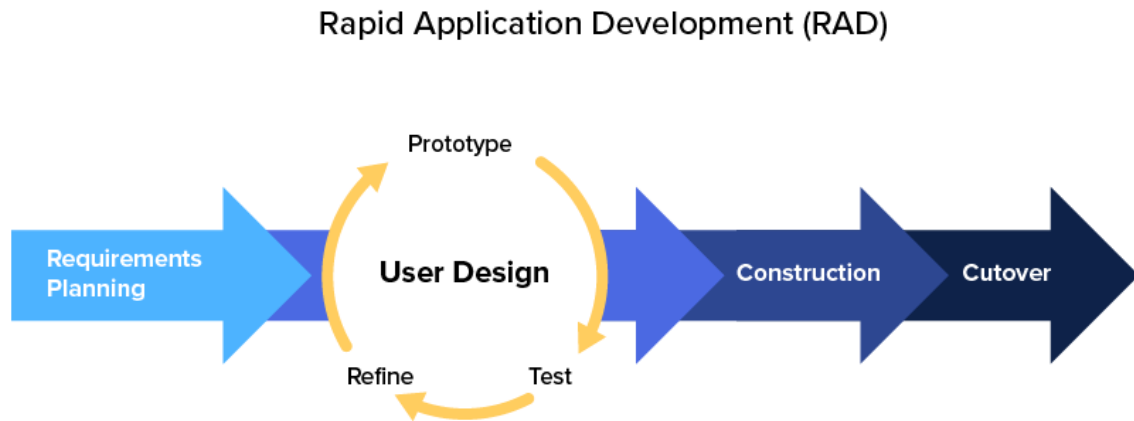 Rapid Application Development (RAD)
Prototype
Requirements
Planning
User Design
Construction
Cutover
Refine
Test